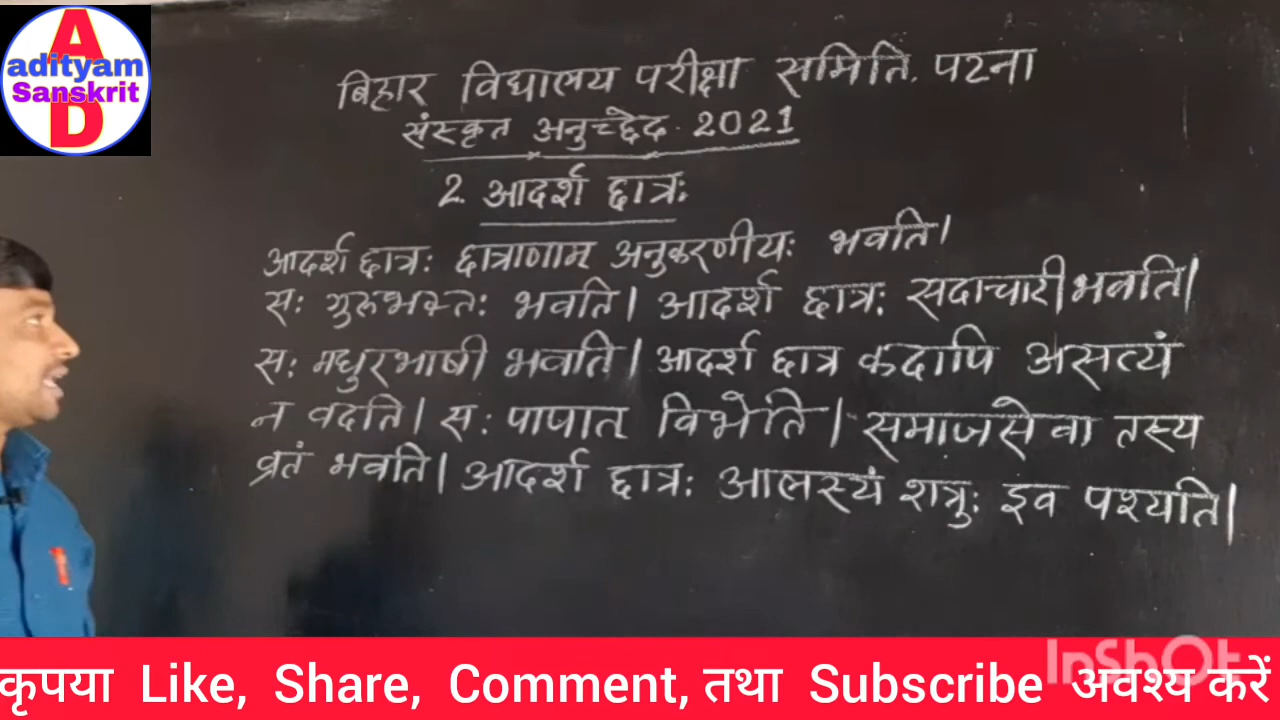 A
adityam
Sanskrit
D
बिहार विद्यालय परीक्षा समिति, पटना
संस्कृत अनुच्छेद. 2021
2. आदर्श छात्र:
आदर्श छात्र: छात्राणाम् अनुकरणीय: भवति।
स: गुरुभक्त: भवति। आदर्श छात्र: सदाचारी भवति।
स: मधुरभाषी भवति। आदर्श छात्र कदापि असत्यं
न वदति। स: पापात् विभेति। समाजसेवा तस्य
व्रतं भवति। आदर्श छात्र: आलस्यं शत्रु: इव पश्यति।
InShOt
कृपया Like, Share, Comment, तथा Subscribe अवश्य करें